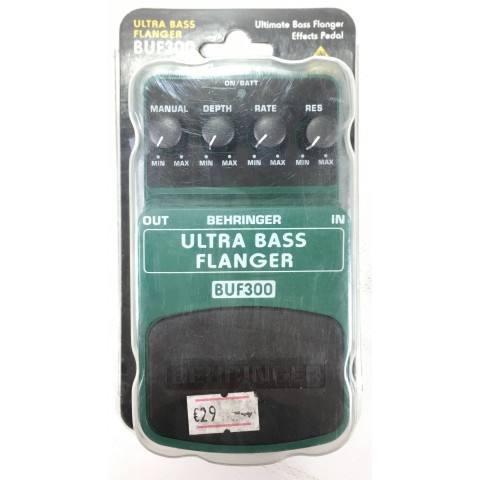 ULTRA BASS
FLANGER
BUF300
Ultimate Bass Flanger
Effects Pedal
ON/BATT
MANUAL DEPTH RATE RES
MIN MAX MIN MAX MIN MAX MIN MAX
OUT BEHRINGER IN
ULTRA BASS
FLANGER
BUF300
BEHRINGER
€29